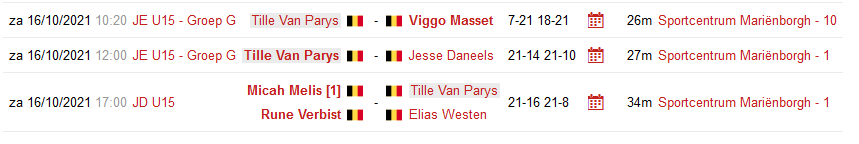 za 16/10/2021 10:20 JE U15 - Groep G Tille Van Parys - Viggo Masset 7-21 18-21 26m Sportcentrum Mariënborgh - 10
za 16/10/2021 12:00 JE U15 - Groep G Tille Van Parys - Jesse Daneels 21-14 21-10 27m Sportcentrum Mariënborgh - 1
Micah Melis [1] Tille Van Parys
za 16/10/2021 17:00 JD U15 - 21-16 21-8 34m Sportcentrum Mariënborgh - 1
Rune Verbist Elias Westen